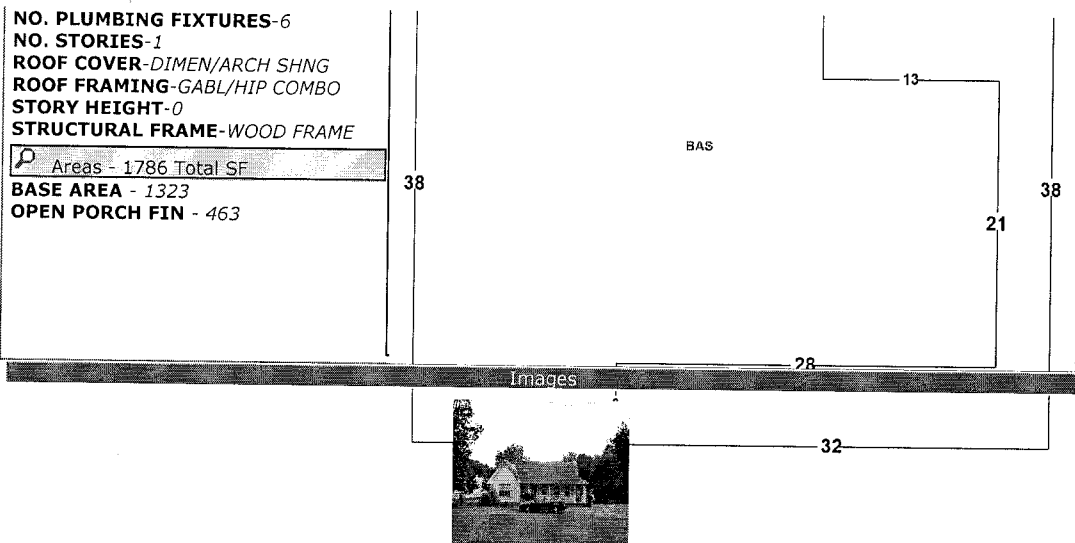 NO. PLUMBING FIXTURES-6
NO. STORIES-1
ROOF COVER-DIMEN/ARCH SHNG
ROOF FRAMING-GABL/HIP COMBO
STORY HEIGHT-0
STRUCTURAL FRAME-WOOD FRAME
Areas - 1786 Total SF
BASE AREA - 1323
OPEN PORCH FIN - 463
13
BAS
38
38
21
28
Images
32